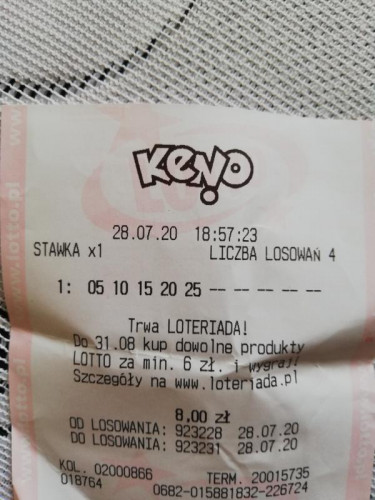 KENO
28.07.20 18:57:23
STAWKA x1 LICZBA LOSOWAŃ 4
1: 05 10 15 20 25 -- -- -- -- --
Trwa LOTERIADA!
Do 31.08 kup dowolne produkty
LOTTO za min. 6 zł. i wygraj!
Szczegóły na www.loteriada.pl
8,00 zł
OD LOSOWANIA: 923228 28.07.20
DO LOSOWANIA: 923231 28.07.20
KOL. 02000866 TERM. 20015735
018764 0682-015881832-226724
www.lotto.pl